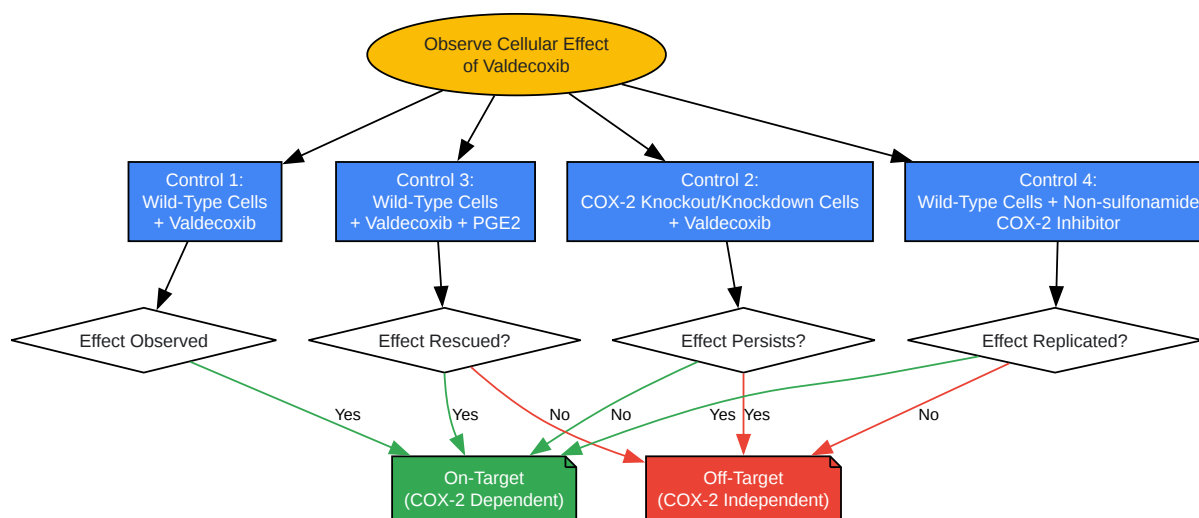 Observe Cellular Effect
of Valdecoxib
Control 1:
Wild-Type Cells
+ Valdecoxib
Control 3:
Wild-Type Cells
+ Valdecoxib + PGE2
Control 2:
COX-2 Knockout/Knockdown Cells
+ Valdecoxib
Control 4:
Wild-Type Cells + Non-sulfonamide
COX-2 Inhibitor
Effect Observed
Effect Rescued?
Effect Persists?
Effect Replicated?
Yes
Yes
No
No
Yes
Yes
No
On-Target
(COX-2 Dependent)
Off-Target
(COX-2 Independent)